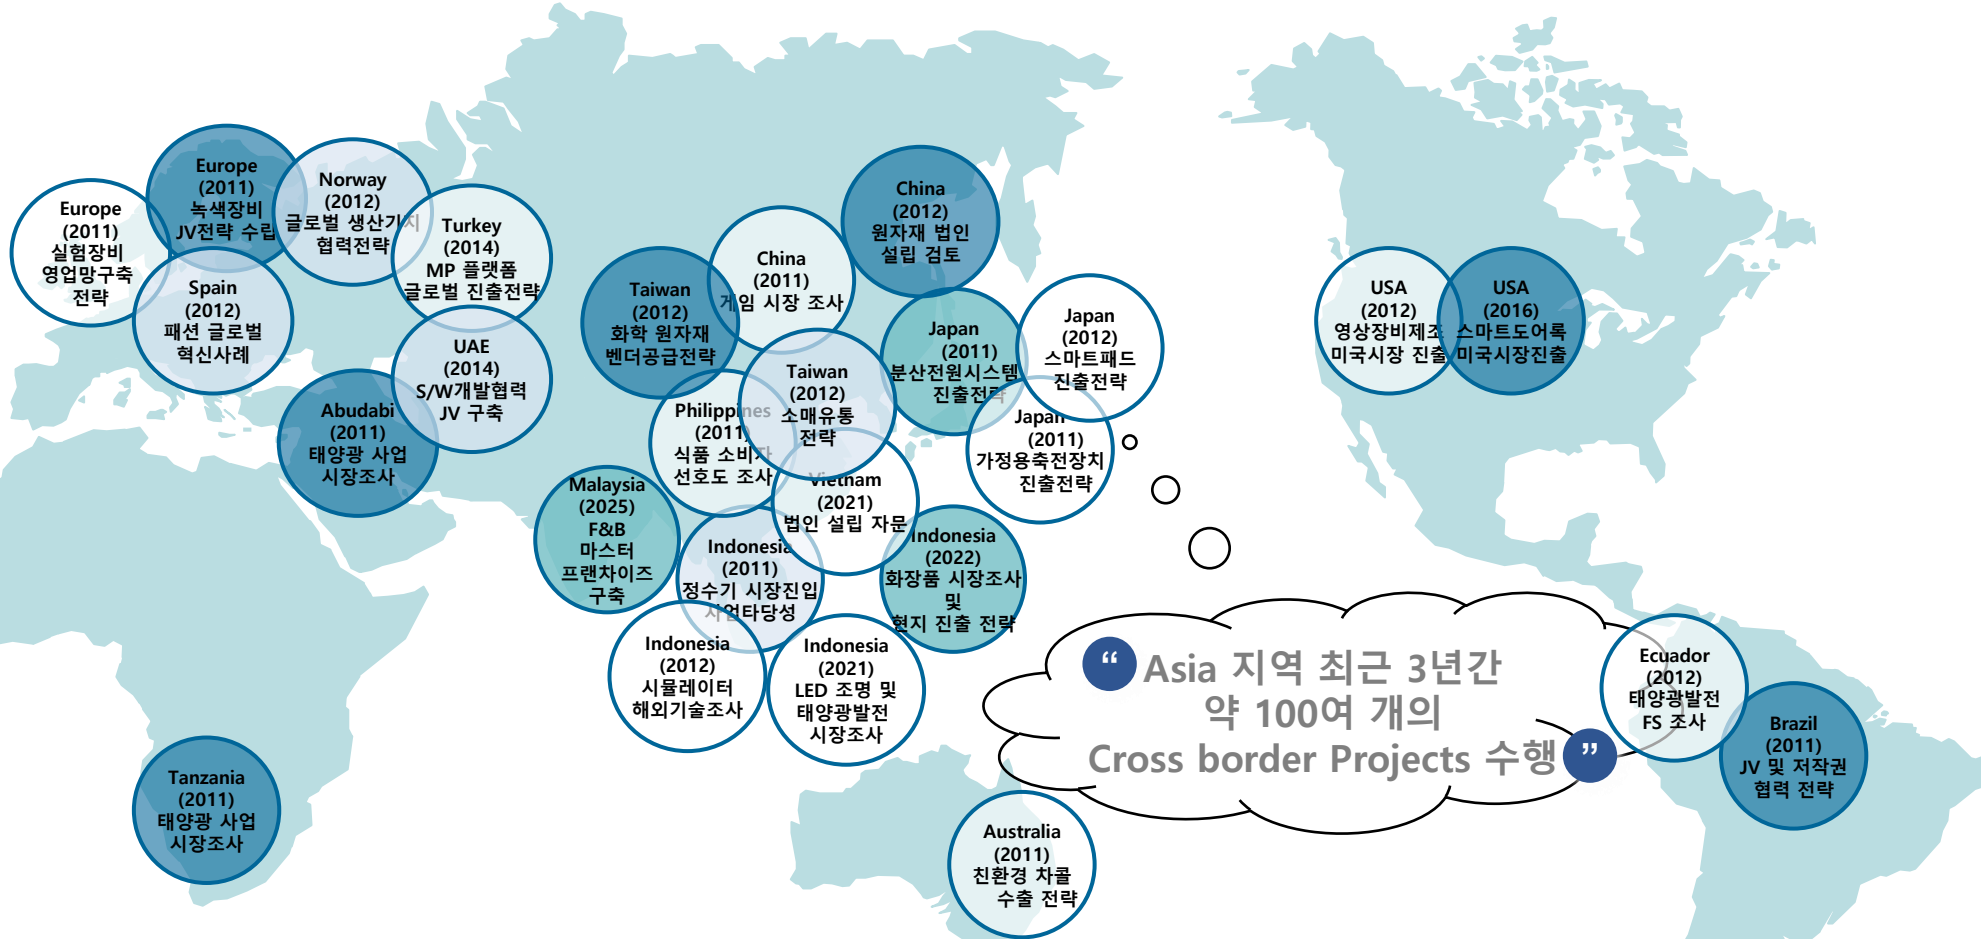 Europe
(2011)
실험장비
영업망구축
전략
Europe
(2011)
녹색장비
JV전략 수립
Norway
(2012)
글로벌 생산기지
협력전략
Spain
(2012)
패션 글로벌
혁신사례
Turkey
(2014)
MP 플랫폼
글로벌 진출전략
UAE
(2014)
S/W개발협력
JV 구축
Abudabi
(2011)
태양광 사업
시장조사
Tanzania
(2011)
태양광 사업
시장조사
Taiwan
(2012)
화학 원자재
벤더공급전략
China
(2011)
게임 시장 조사
China
(2012)
원자재 법인
설립 검토
Philippines
(2011)
식품 소비자
선호도 조사
Taiwan
(2012)
소매유통
전략
Japan
(2011)
분산전원시스템
진출전략
Japan
(2012)
스마트패드
진출전략
Japan
(2011)
가정용축전장치
진출전략
Malaysia
(2025)
F&B
마스터
프랜차이즈
구축
Vietnam
(2021)
법인 설립 자문
Indonesia
(2011)
정수기 시장진입
사업타당성
Indonesia
(2022)
화장품 시장조사
및
현지 진출 전략
Indonesia
(2012)
시뮬레이터
해외기술조사
Indonesia
(2021)
LED 조명 및
태양광발전
시장조사
Australia
(2011)
친환경 차콜
수출 전략
USA
(2012)
영상장비제조
미국시장 진출
USA
(2016)
스마트도어록
미국시장진출
“ Asia 지역 최근 3년간
약 100여 개의
Cross border Projects 수행 ”
Ecuador
(2012)
태양광발전
FS 조사
Brazil
(2011)
JV 및 저작권
협력 전략